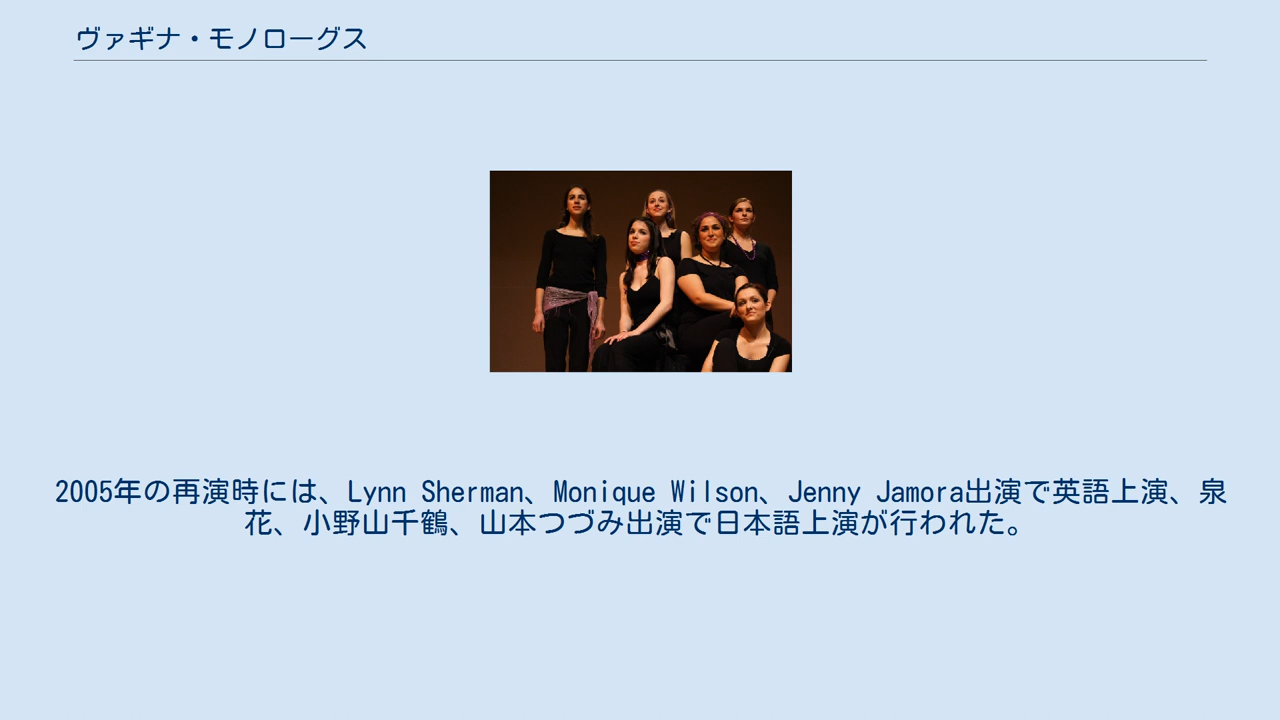 ヴァギナ・モノローグス
2005年の再演時には、Lynn Sherman、Monique Wilson、Jenny Jamora出演で英語上演、泉
花、小野山千鶴、山本つづみ出演で日本語上演が行われた。